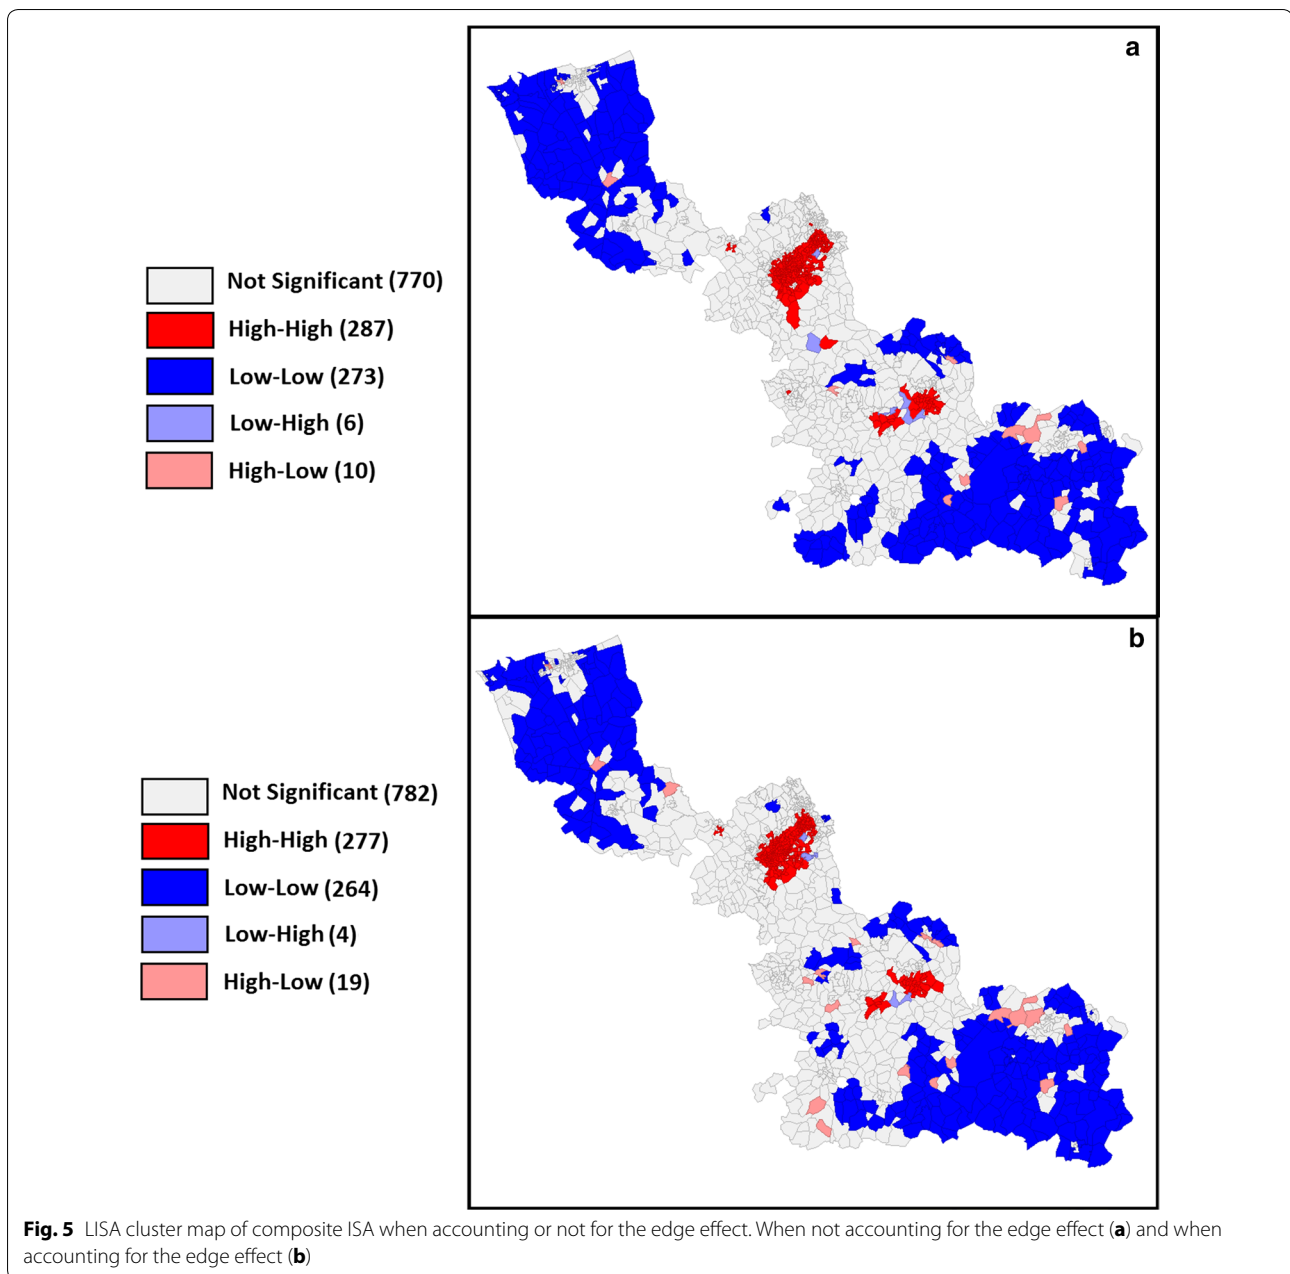 a
Not Significant (770)
High-High (287)
Low-Low (273)
Low-High (6)
High-Low (10)
b
Not Significant (782)
High-High (277)
Low-Low (264)
Low-High (4)
High-Low (19)
Fig. 5 LISA cluster map of composite ISA when accounting or not for the edge effect. When not accounting for the edge effect (a) and when
accounting for the edge effect (b)